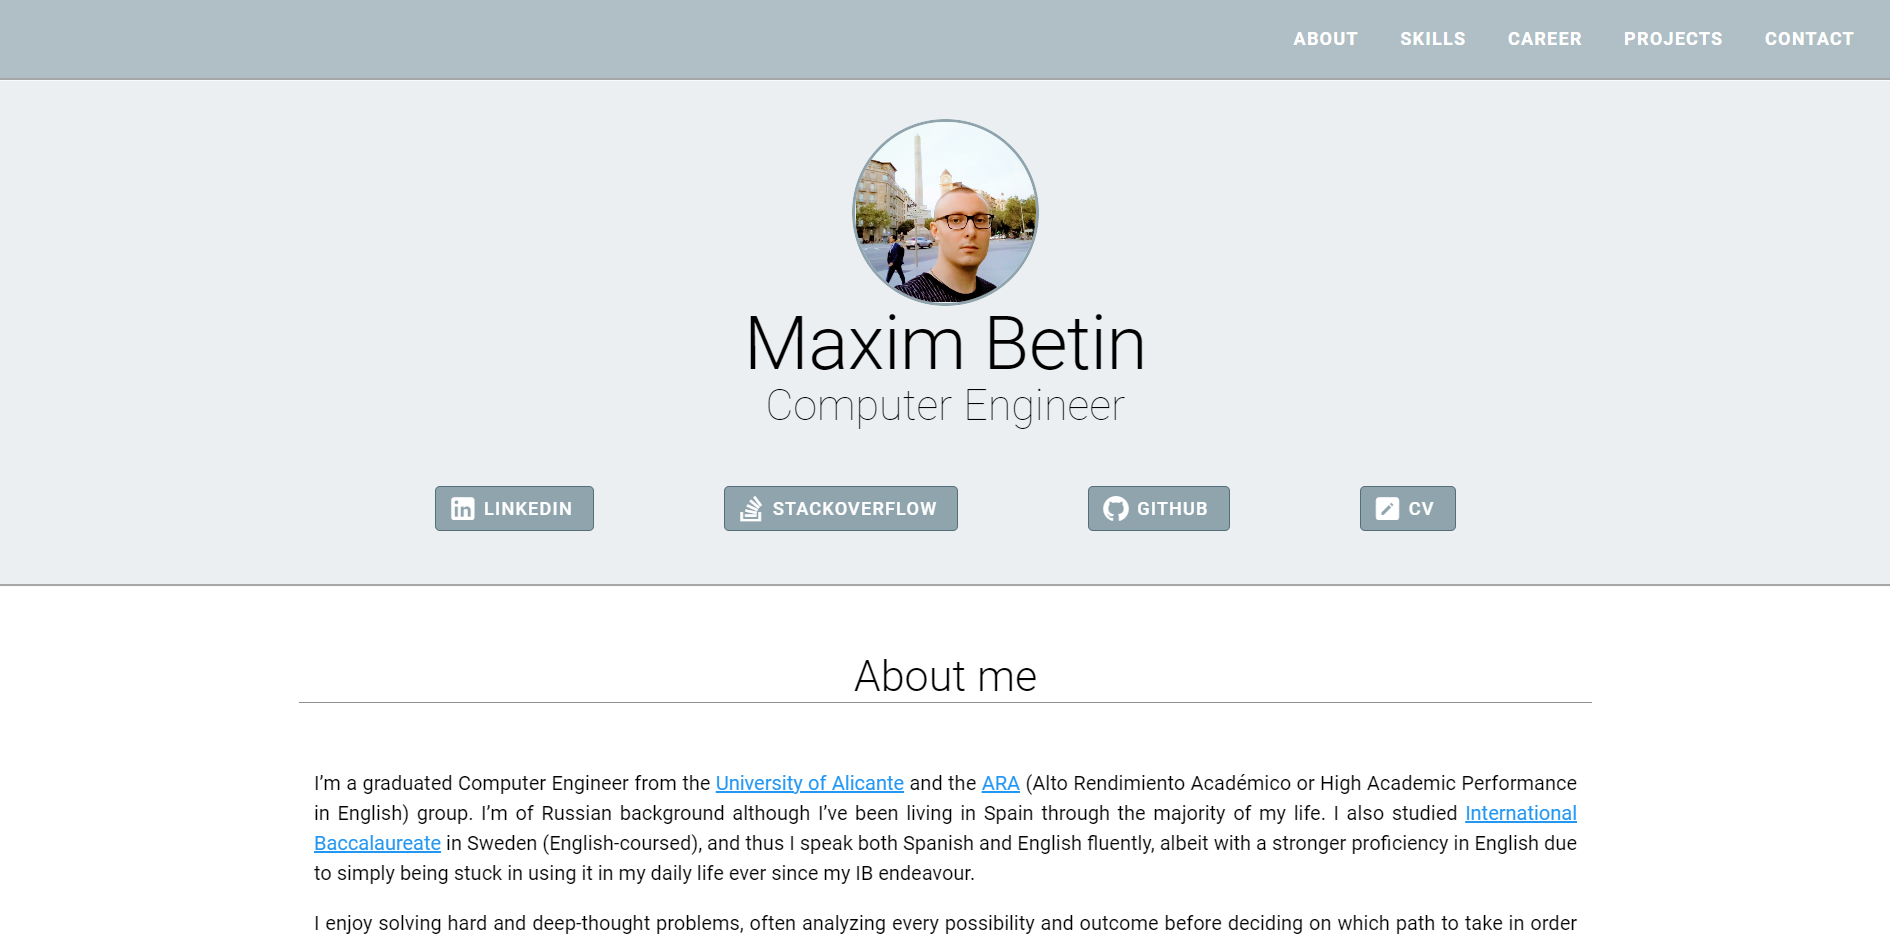 ABOUT SKILLS CAREER PROJECTS CONTACT
Maxim Betin
Computer Engineer
LINKEDIN STACKOVERFLOW GITHUB CV
About me
I’m a graduated Computer Engineer from the University of Alicante and the ARA (Alto Rendimiento Académico or High Academic Performance
in English) group. I’m of Russian background although I’ve been living in Spain through the majority of my life. I also studied International
Baccalaureate in Sweden (English-coursed), and thus I speak both Spanish and English fluently, albeit with a stronger proficiency in English due
to simply being stuck in using it in my daily life ever since my IB endeavour.
I enjoy solving hard and deep-thought problems, often analyzing every possibility and outcome before deciding on which path to take in order